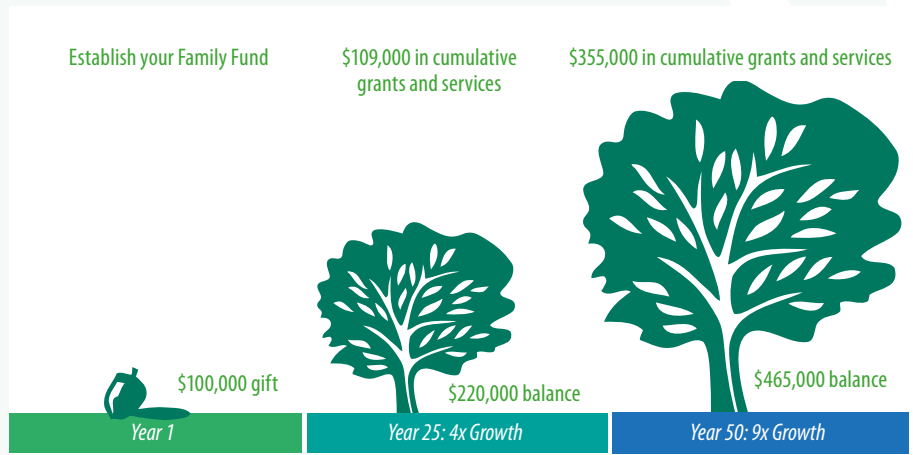 Establish your Family Fund
$109,000 in cumulative
grants and services
$355,000 in cumulative grants and services
$100,000 gift
$220,000 balance
$465,000 balance
Year 1
Year 25: 4x Growth
Year 50: 9x Growth